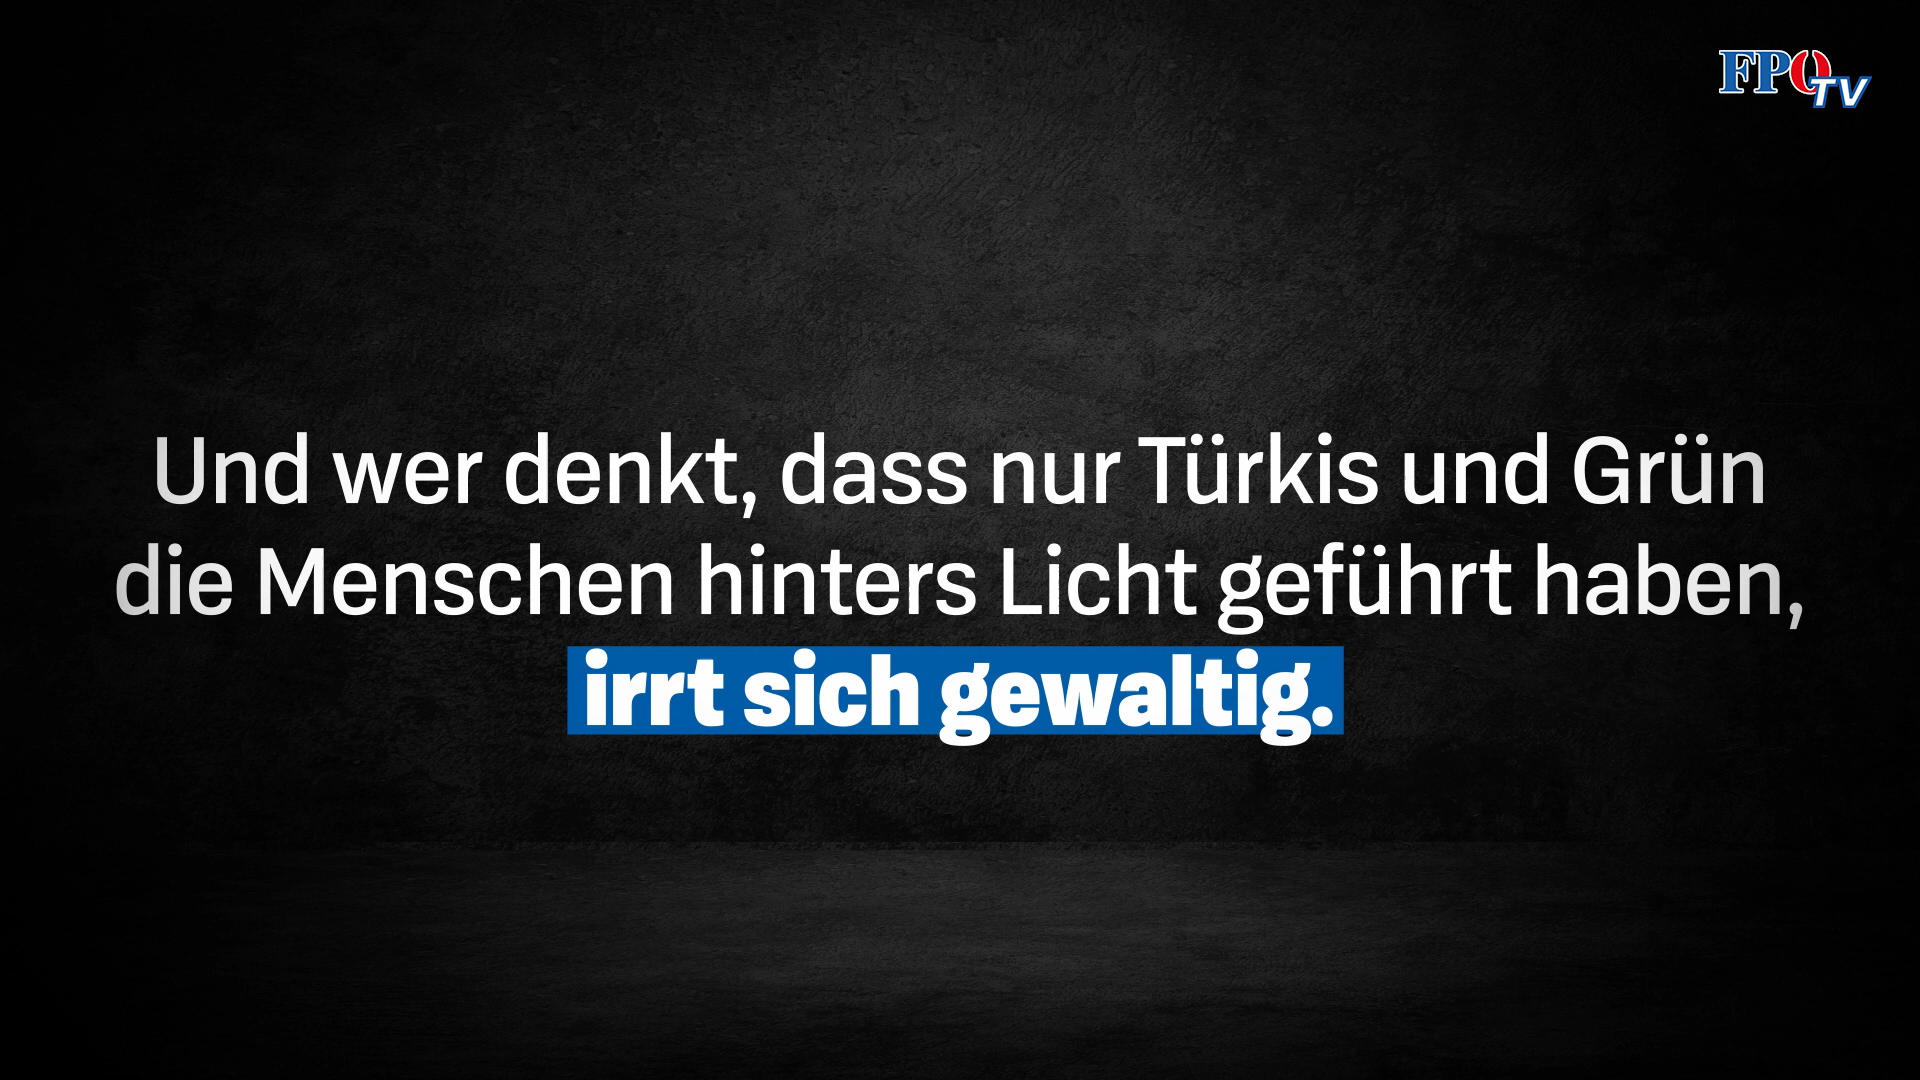 FPÖ TV
Und wer denkt, dass nur Türkis und Grün
die Menschen hinters Licht geführt haben,
irrt sich gewaltig.